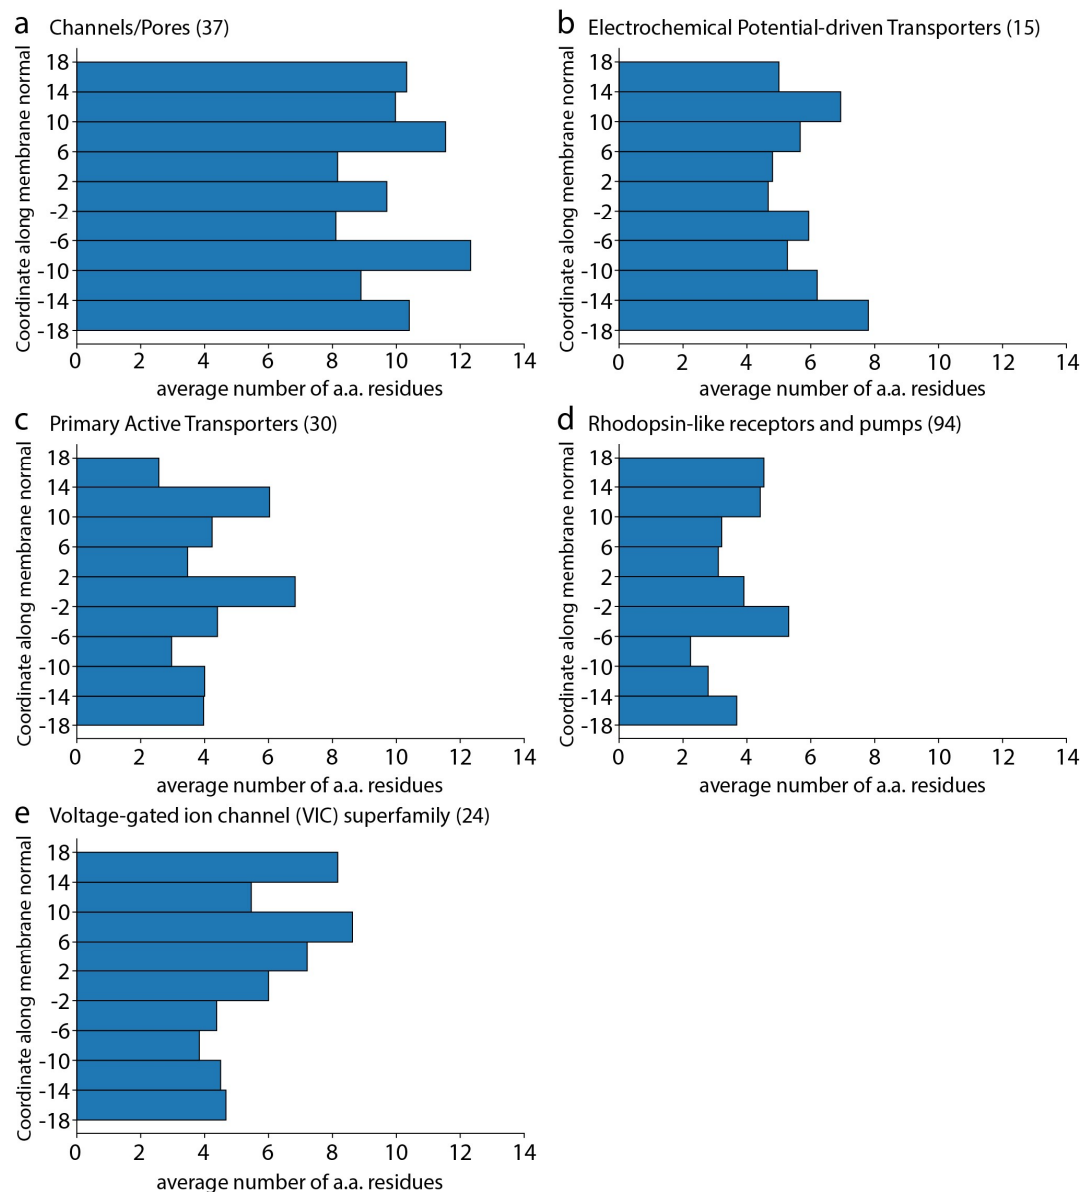 a Channels/Pores (37)
Coordinate along membrane normal
18
14
10
6
2
-2
-6
-10
-14
-18
0 2 4 6 8 10 12 14
average number of a.a. residues
b Electrochemical Potential-driven Transporters (15)
Coordinate along membrane normal
18
14
10
6
2
-2
-6
-10
-14
-18
0 2 4 6 8 10 12 14
average number of a.a. residues
c Primary Active Transporters (30)
Coordinate along membrane normal
18
14
10
6
2
-2
-6
-10
-14
-18
0 2 4 6 8 10 12 14
average number of a.a. residues
d Rhodopsin-like receptors and pumps (94)
Coordinate along membrane normal
18
14
10
6
2
-2
-6
-10
-14
-18
0 2 4 6 8 10 12 14
average number of a.a. residues
e Voltage-gated ion channel (VIC) superfamily (24)
Coordinate along membrane normal
18
14
10
6
2
-2
-6
-10
-14
-18
0 2 4 6 8 10 12 14
average number of a.a. residues